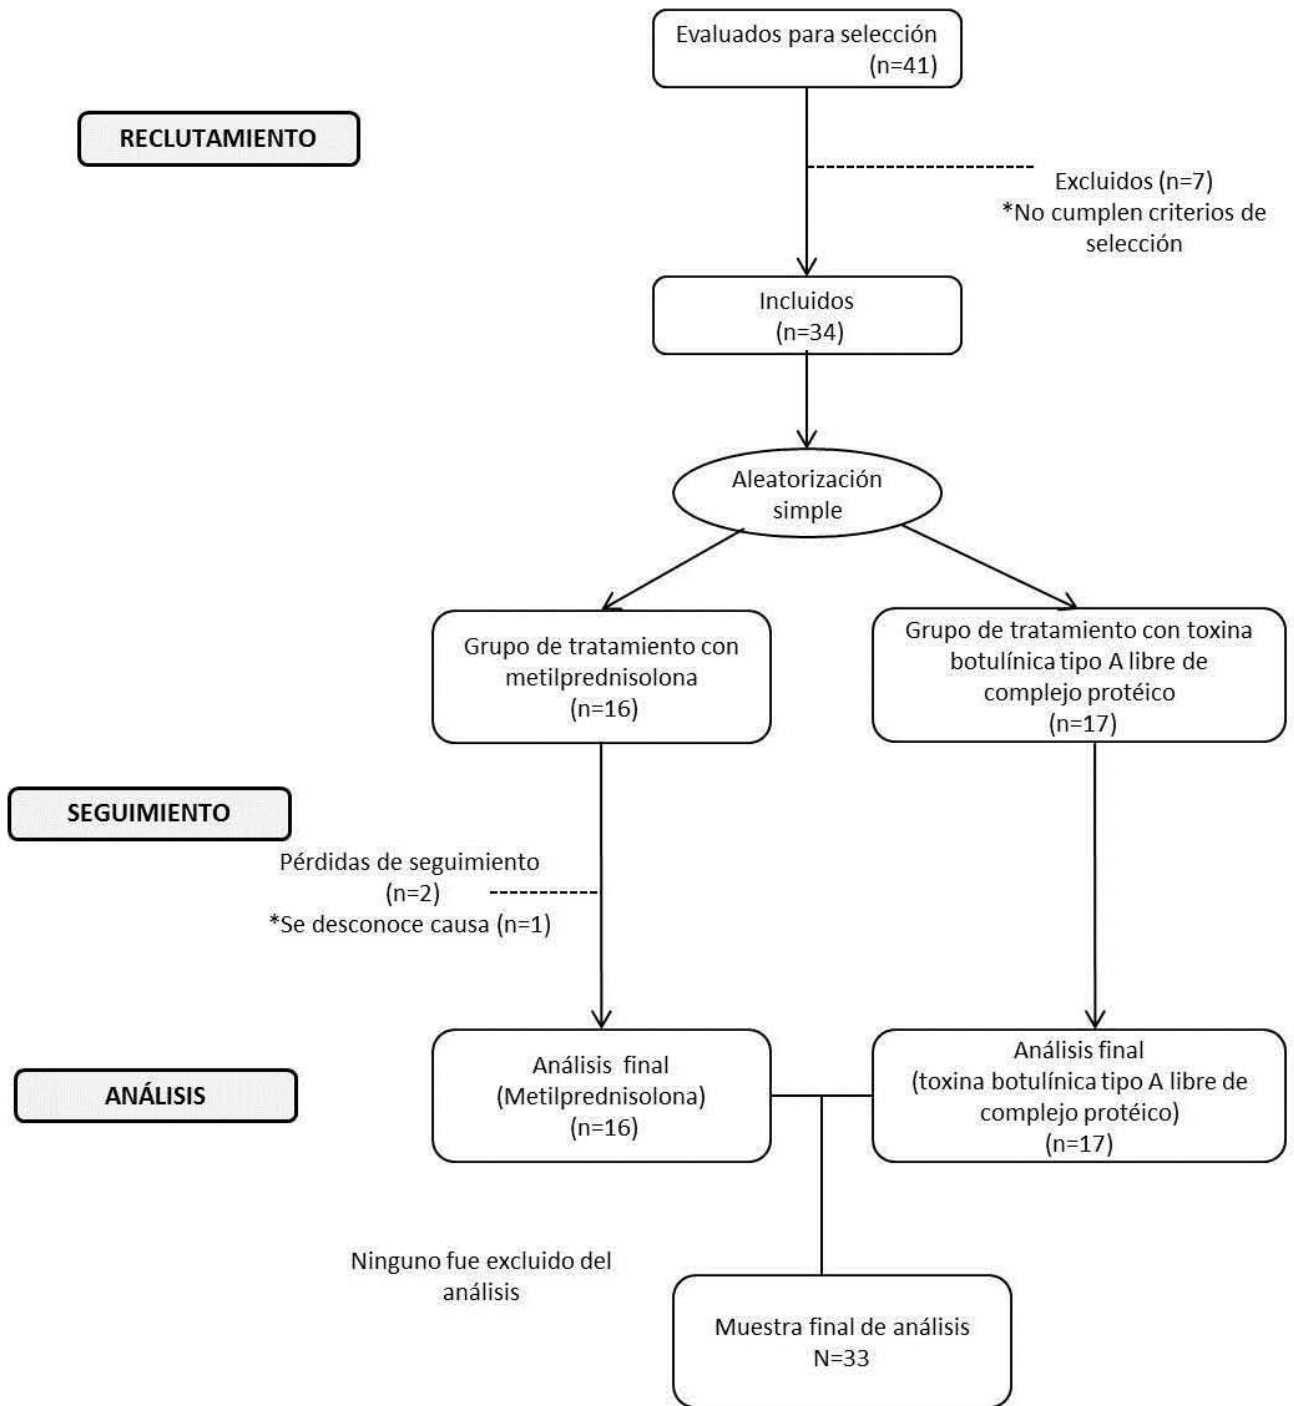 Evaluados para selección
(n=41)
RECLUTAMIENTO
Excluidos (n=7)
*No cumplen criterios de
selección
Incluidos
(n=34)
Aleatorización
simple
Grupo de tratamiento con
metilprednisolona
(n=16)
Grupo de tratamiento con toxina
botulínica tipo A libre de
complejo protéico
(n=17)
SEGUIMIENTO
Pérdidas de seguimiento
(n=2)
*Se desconoce causa (n=1)
ANÁLISIS
Análisis final
(Metilprednisolona)
(n=16)
Análisis final
(toxina botulínica tipo A libre de
complejo protéico)
(n=17)
Ninguno fue excluido del
análisis
Muestra final de análisis
N=33